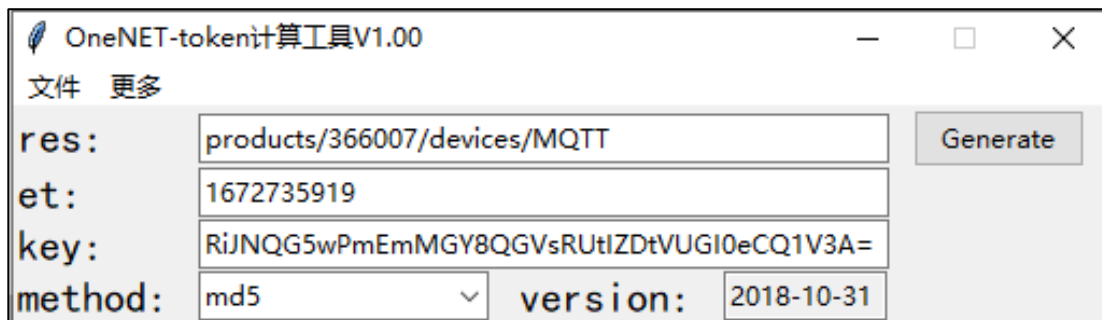 OneNET-token计算工具V1.00
文件 更多
res: products/366007/devices/MQTT Generate
et: 1672735919
key: RiJNQG5wPmEmMGY8QGVsRUtIZDtVUGI0eCQ1V3A=
method: md5 version: 2018-10-31